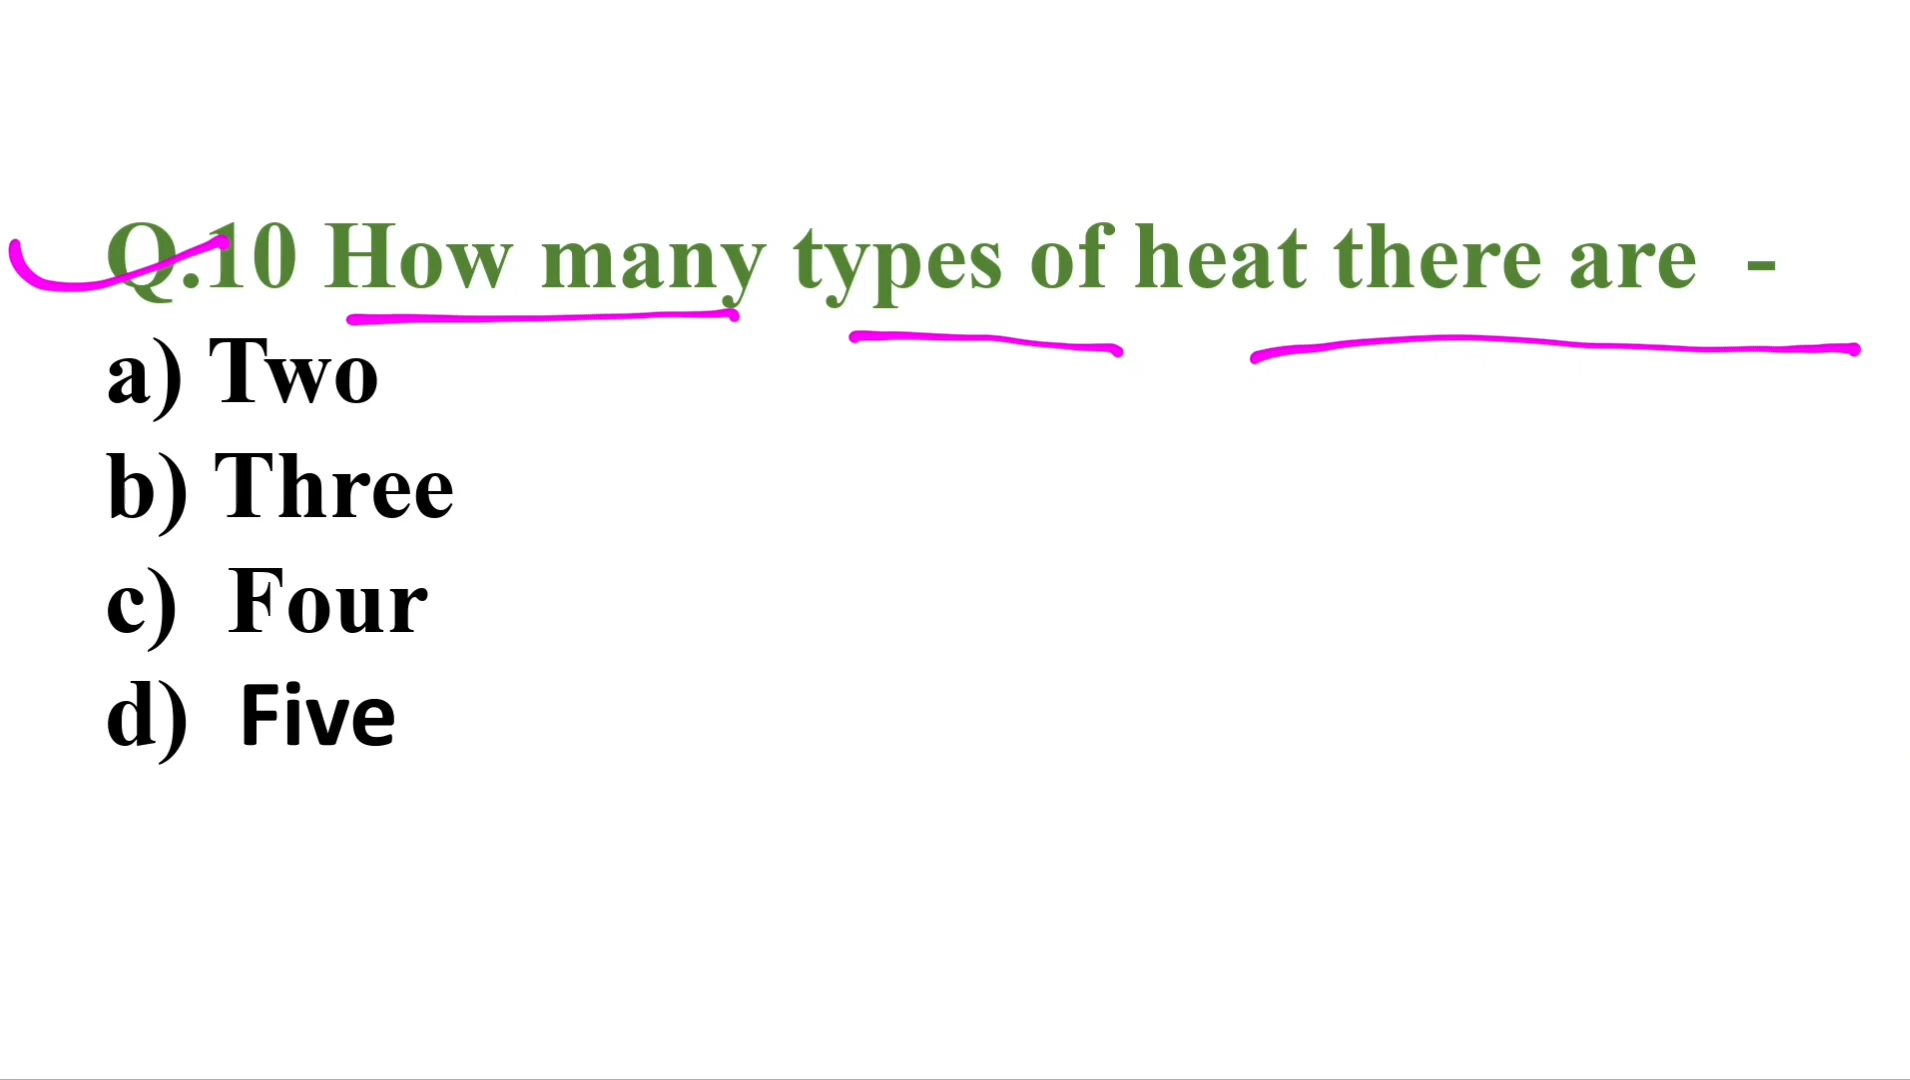 Q.10 How many types of heat there are -
a) Two
b) Three
c) Four
d) Five